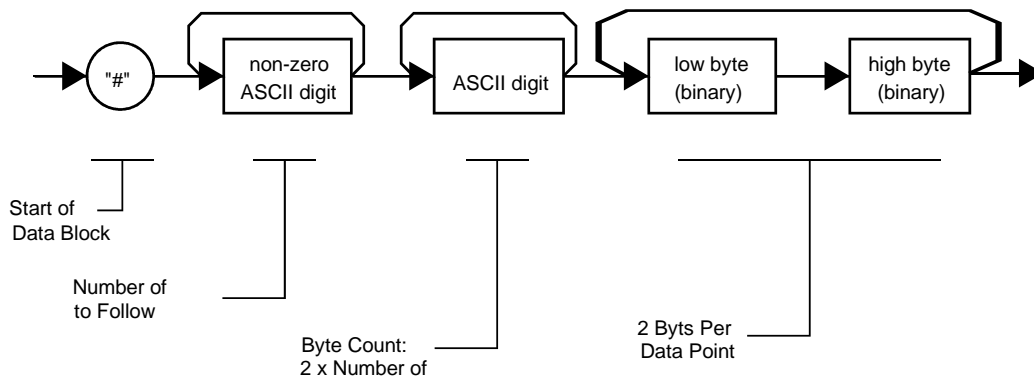 "#"
non-zero
ASCII digit
ASCII digit
low byte
(binary)
high byte
(binary)
Start of
Data Block
Number of
to Follow
Byte Count:
2 x Number of
2 Byts Per
Data Point